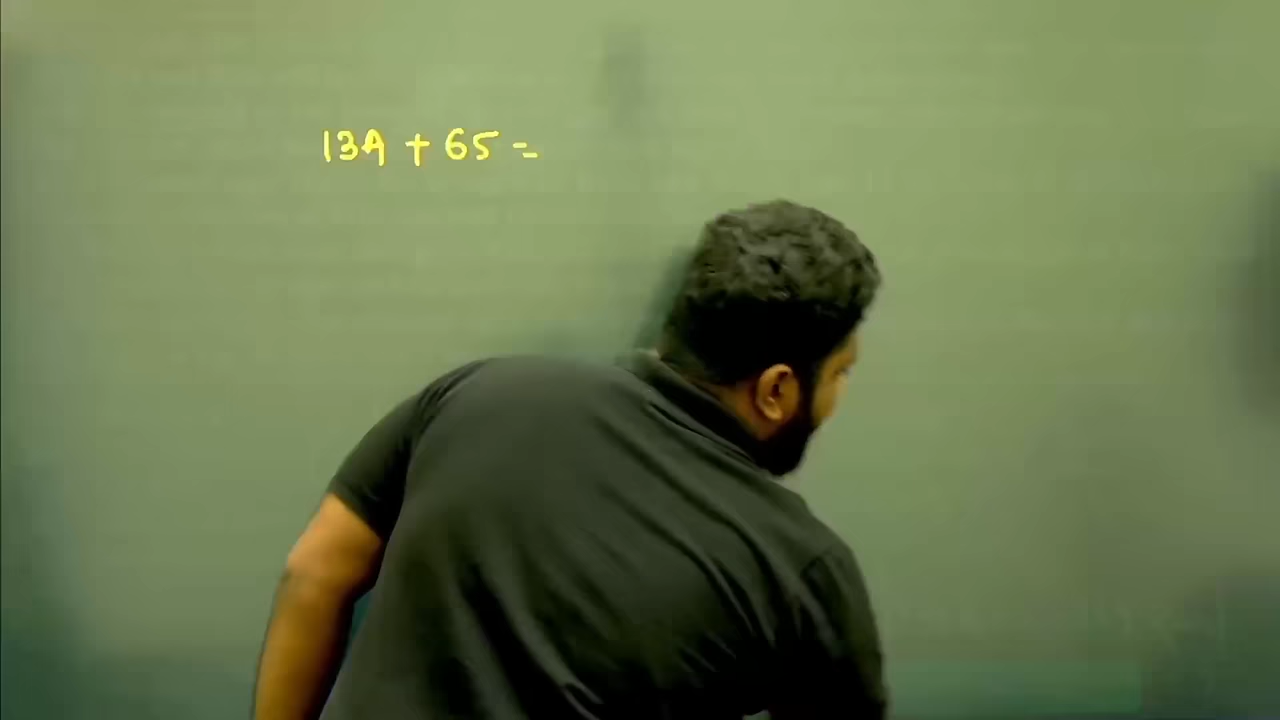 13A + 65 =